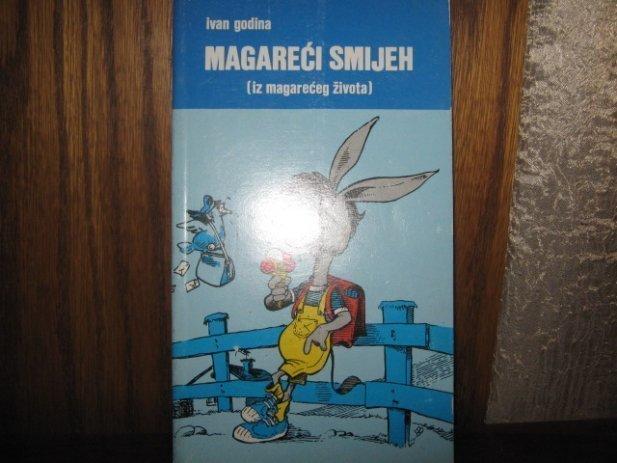 ivan godina
MAGAREĆI SMIJEH
(iz magarećeg života)